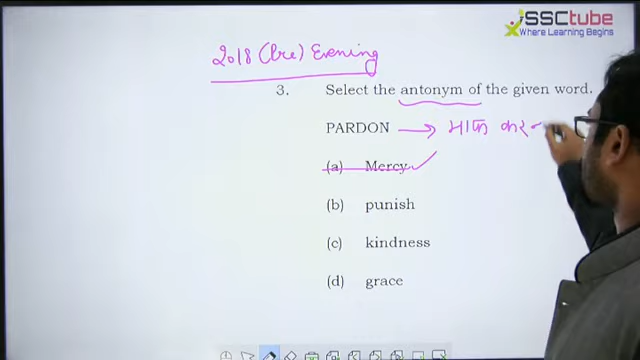 SSCtube
Where Learning Begins
2018 (Pre) Evening
3. Select the antonym of the given word.
PARDON → माफ कर
(a) Mercy
(b) punish
(c) kindness
(d) grace